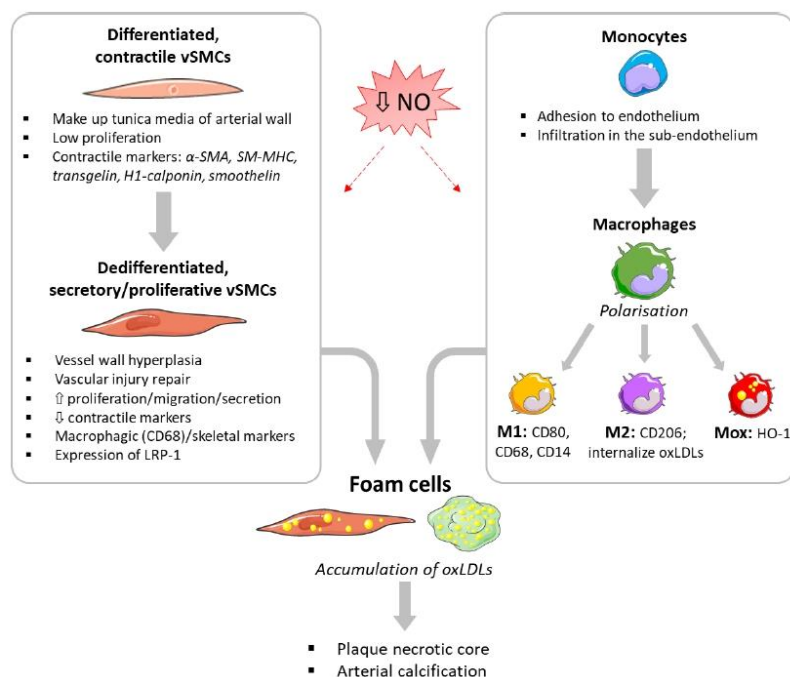 Differentiated,
contractile vSMCs
▪ Make up tunica media of arterial wall
▪ Low proliferation
▪ Contractile markers: α-SMA, SM-MHC,
transgelin, H1-calponin, smoothelin
Dedifferentiated,
secretory/proliferative vSMCs
▪ Vessel wall hyperplasia
▪ Vascular injury repair
▪ ⇧ proliferation/migration/secretion
▪ ⇩ contractile markers
▪ Macrophagic (CD68)/skeletal markers
▪ Expression of LRP-1
⇩ NO
Monocytes
▪ Adhesion to endothelium
▪ Infiltration in the sub-endothelium
Macrophages
Polarisation
M1: CD80,
CD68, CD14
M2: CD206;
internalize oxLDLs
Mox: HO-1
Foam cells
Accumulation of oxLDLs
▪ Plaque necrotic core
▪ Arterial calcification